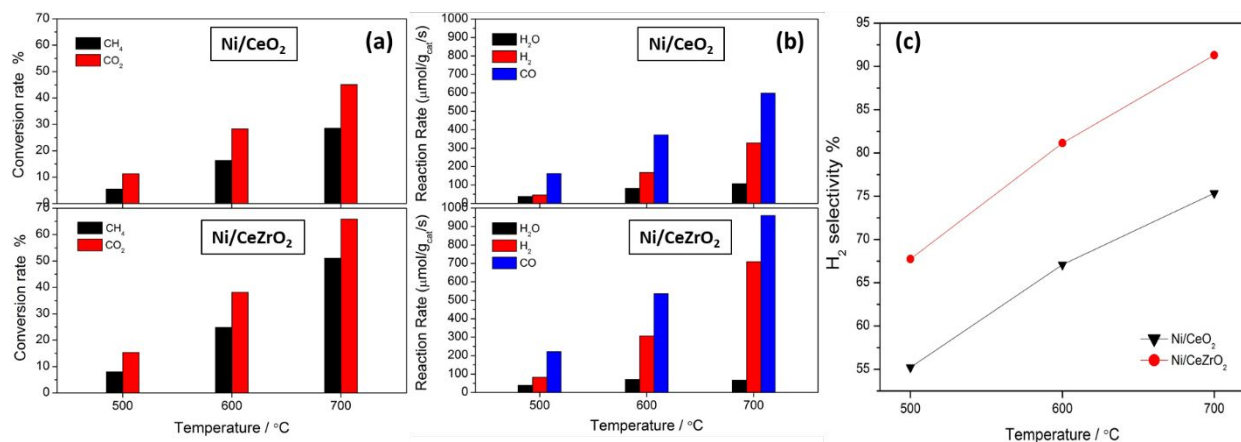 (a)
Ni/CeO₂
CH₄
CO₂
Conversion rate %
70
60
50
40
30
20
10
0
Ni/CeZrO₂
CH₄
CO₂
Conversion rate %
70
60
50
40
30
20
10
0
500 600 700
Temperature / °C
(b)
Ni/CeO₂
H₂O
H₂
CO
Reaction Rate (μmol/g_cat/s)
1000
900
800
700
600
500
400
300
200
100
0
Ni/CeZrO₂
H₂O
H₂
CO
Reaction Rate (μmol/g_cat/s)
900
800
700
600
500
400
300
200
100
0
500 600 700
Temperature / °C
(c)
H₂ selectivity %
95
90
85
80
75
70
65
60
55
Ni/CeO₂
Ni/CeZrO₂
500 600 700
Temperature / °C